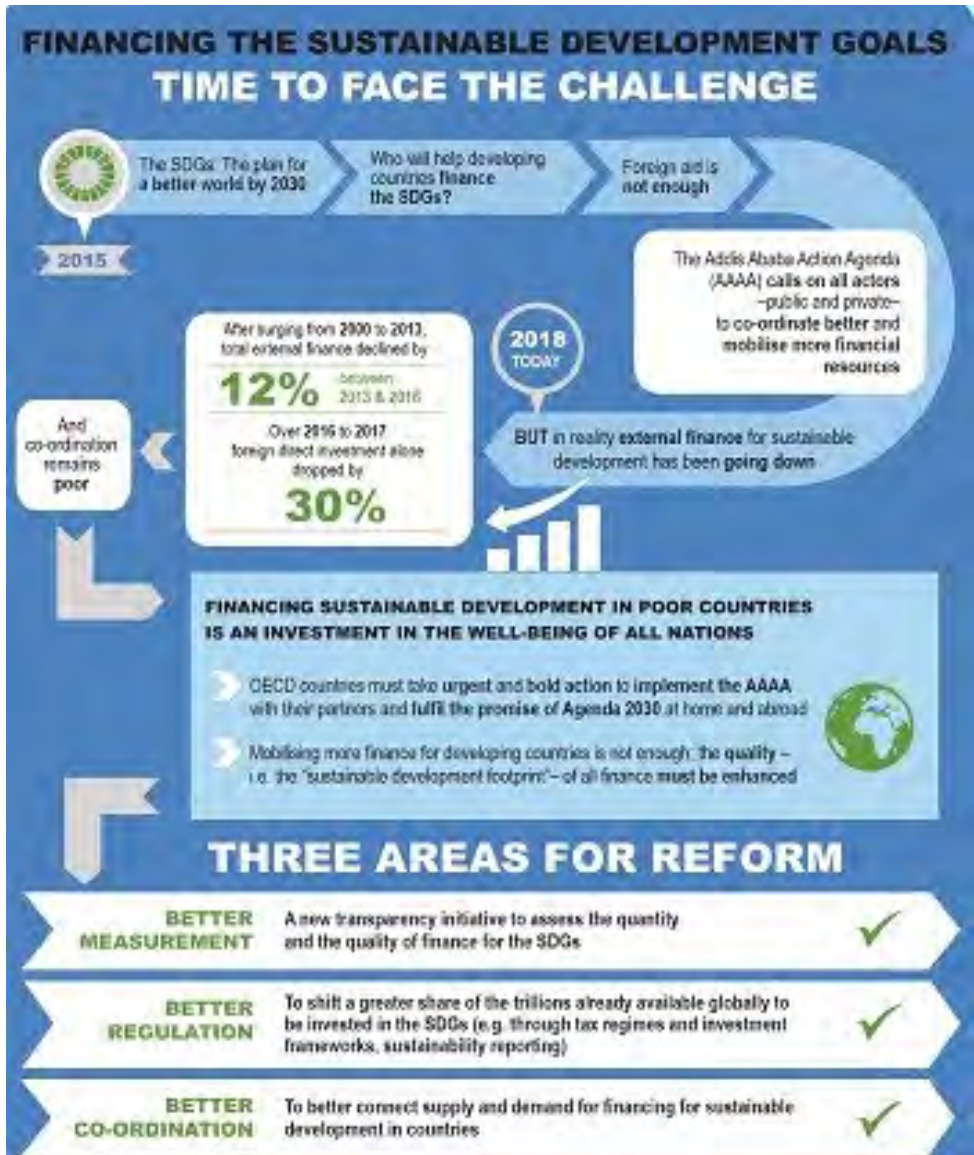 FINANCING THE SUSTAINABLE DEVELOPMENT GOALS
TIME TO FACE THE CHALLENGE
The SDGs: The plan for
a better world by 2030
Who will help developing
countries finance
the SDGs?
Foreign aid is
not enough
2015
The Addis Ababa Action Agenda
(AAAA) calls on all actors
–public and private–
to co-ordinate better and
mobilise more financial
resources
2018
TODAY
BUT in reality external finance for sustainable
development has been going down
After surging from 2000 to 2013,
total external finance declined by
12% between
2013 & 2016
Over 2016 to 2017
foreign direct investment alone
dropped by
30%
And
co-ordination
remains
poor
FINANCING SUSTAINABLE DEVELOPMENT IN POOR COUNTRIES
IS AN INVESTMENT IN THE WELL-BEING OF ALL NATIONS
OECD countries must take urgent and bold action to implement the AAAA
with their partners and fulfil the promise of Agenda 2030 at home and abroad
Mobilising more finance for developing countries is not enough: the quality –
i.e. the "sustainable development footprint"– of all finance must be enhanced
THREE AREAS FOR REFORM
BETTER
MEASUREMENT
A new transparency initiative to assess the quantity
and the quality of finance for the SDGs
BETTER
REGULATION
To shift a greater share of the trillions already available globally to
be invested in the SDGs (e.g. through tax regimes and investment
frameworks, sustainability reporting)
BETTER
CO-ORDINATION
To better connect supply and demand for financing for sustainable
development in countries